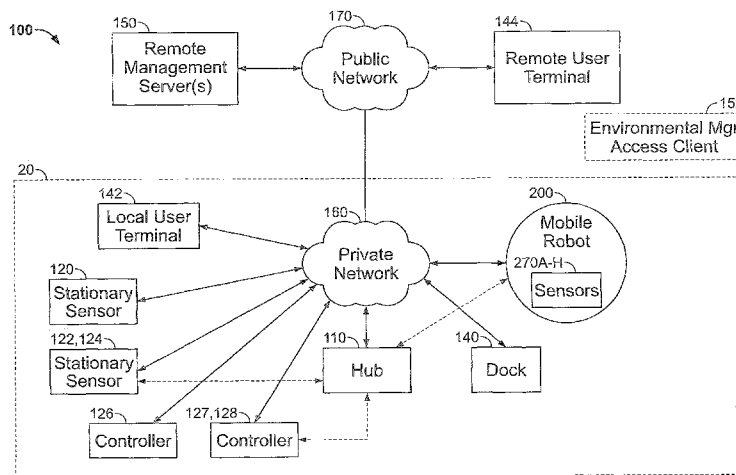 100
150
Remote
Management
Server(s)
170
Public
Network
144
Remote User
Terminal
Environmental
Access Client
20
142
Local User
Terminal
160
Private
Network
200
Mobile
Robot
270A-H
Sensors
120
Stationary
Sensor
122,124
Stationary
Sensor
110
Hub
140
Dock
126
Controller
127,128
Controller